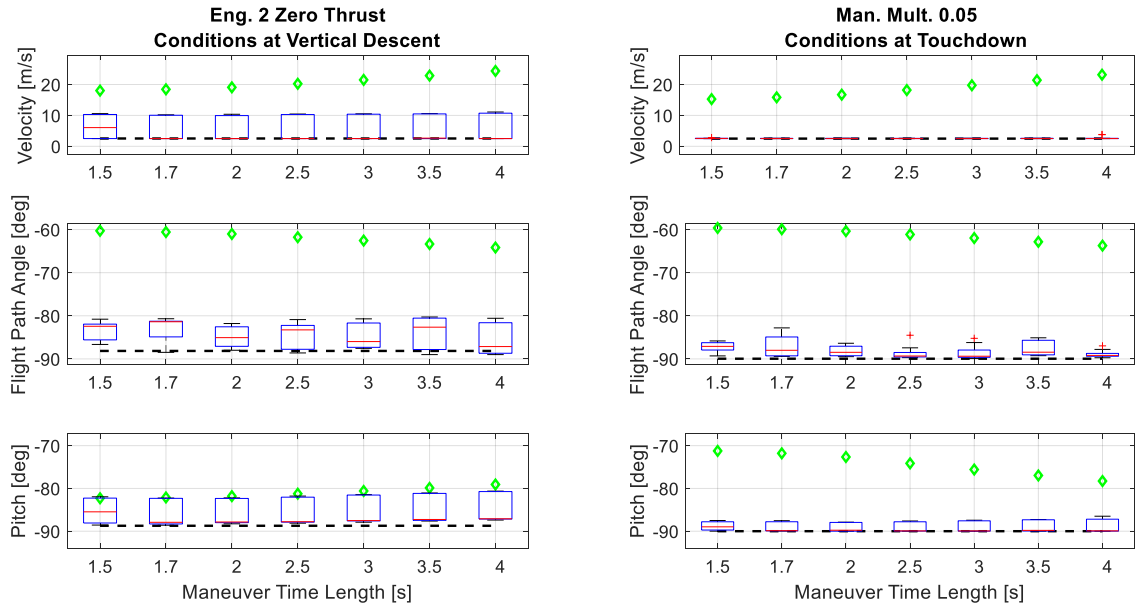 Eng. 2 Zero Thrust
Conditions at Vertical Descent
Velocity [m/s]
20
10
0
1.5 1.7 2 2.5 3 3.5 4
Flight Path Angle [deg]
-60
-70
-80
-90
1.5 1.7 2 2.5 3 3.5 4
Pitch [deg]
-70
-80
-90
1.5 1.7 2 2.5 3 3.5 4
Maneuver Time Length [s]
Man. Mult. 0.05
Conditions at Touchdown
Velocity [m/s]
20
10
0
1.5 1.7 2 2.5 3 3.5 4
Flight Path Angle [deg]
-60
-70
-80
-90
1.5 1.7 2 2.5 3 3.5 4
Pitch [deg]
-70
-80
-90
1.5 1.7 2 2.5 3 3.5 4
Maneuver Time Length [s]